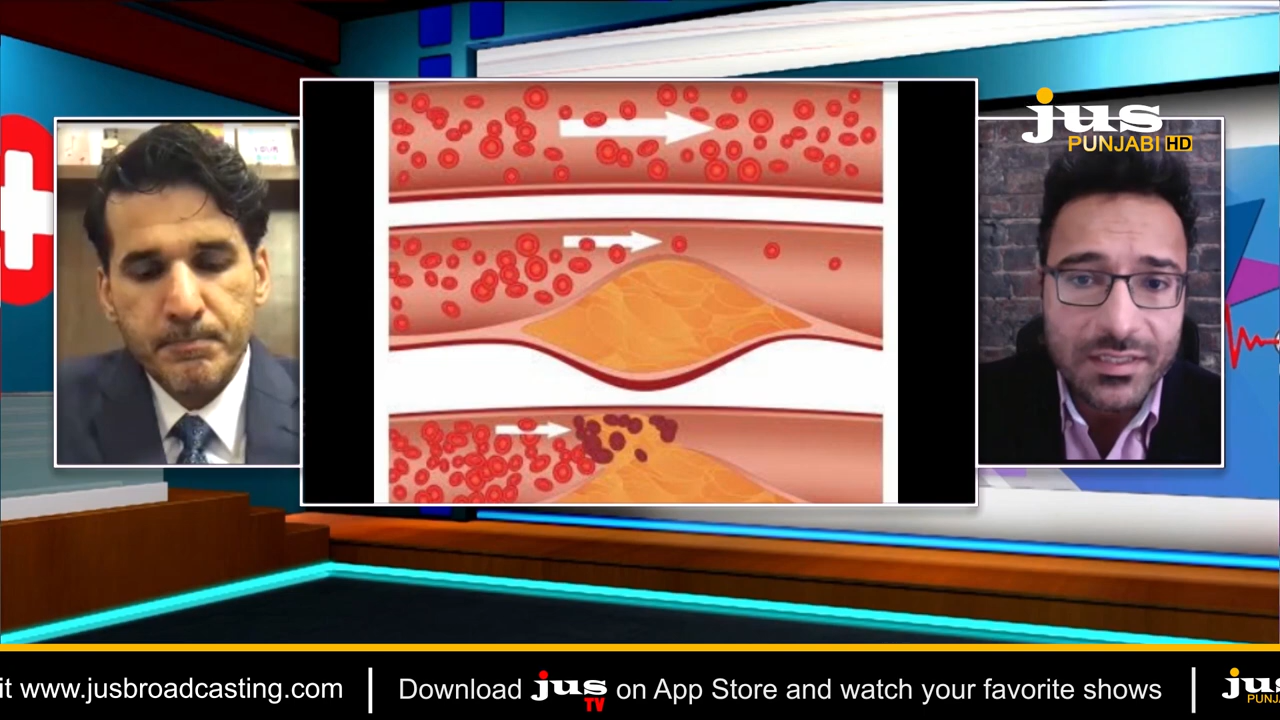 jus
PUNJABI HD
it www.jusbroadcasting.com | Download jus TV on App Store and watch your favorite shows | jus
PUN